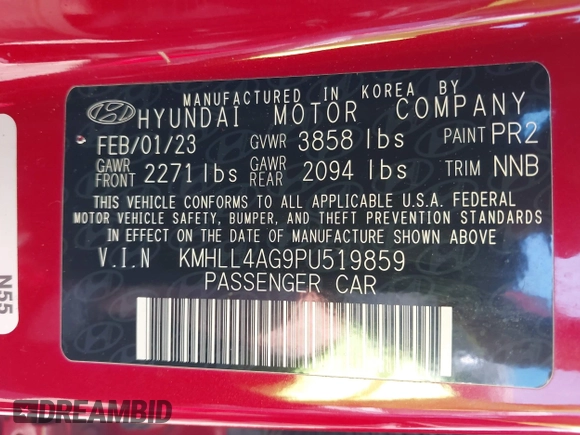 MANUFACTURED IN KOREA BY
HYUNDAI MOTOR COMPANY
FEB/01/23 GVWR 3858 lbs PAINT PR2
GAWR FRONT 2271 lbs GAWR REAR 2094 lbs TRIM NNB
THIS VEHICLE CONFORMS TO ALL APPLICABLE U.S.A. FEDERAL
MOTOR VEHICLE SAFETY, BUMPER, AND THEFT PREVENTION STANDARDS
IN EFFECT ON THE DATE OF MANUFACTURE SHOWN ABOVE
V.I.N KMHLL4AG9PU519859
PASSENGER CAR
N55
DREAMBID